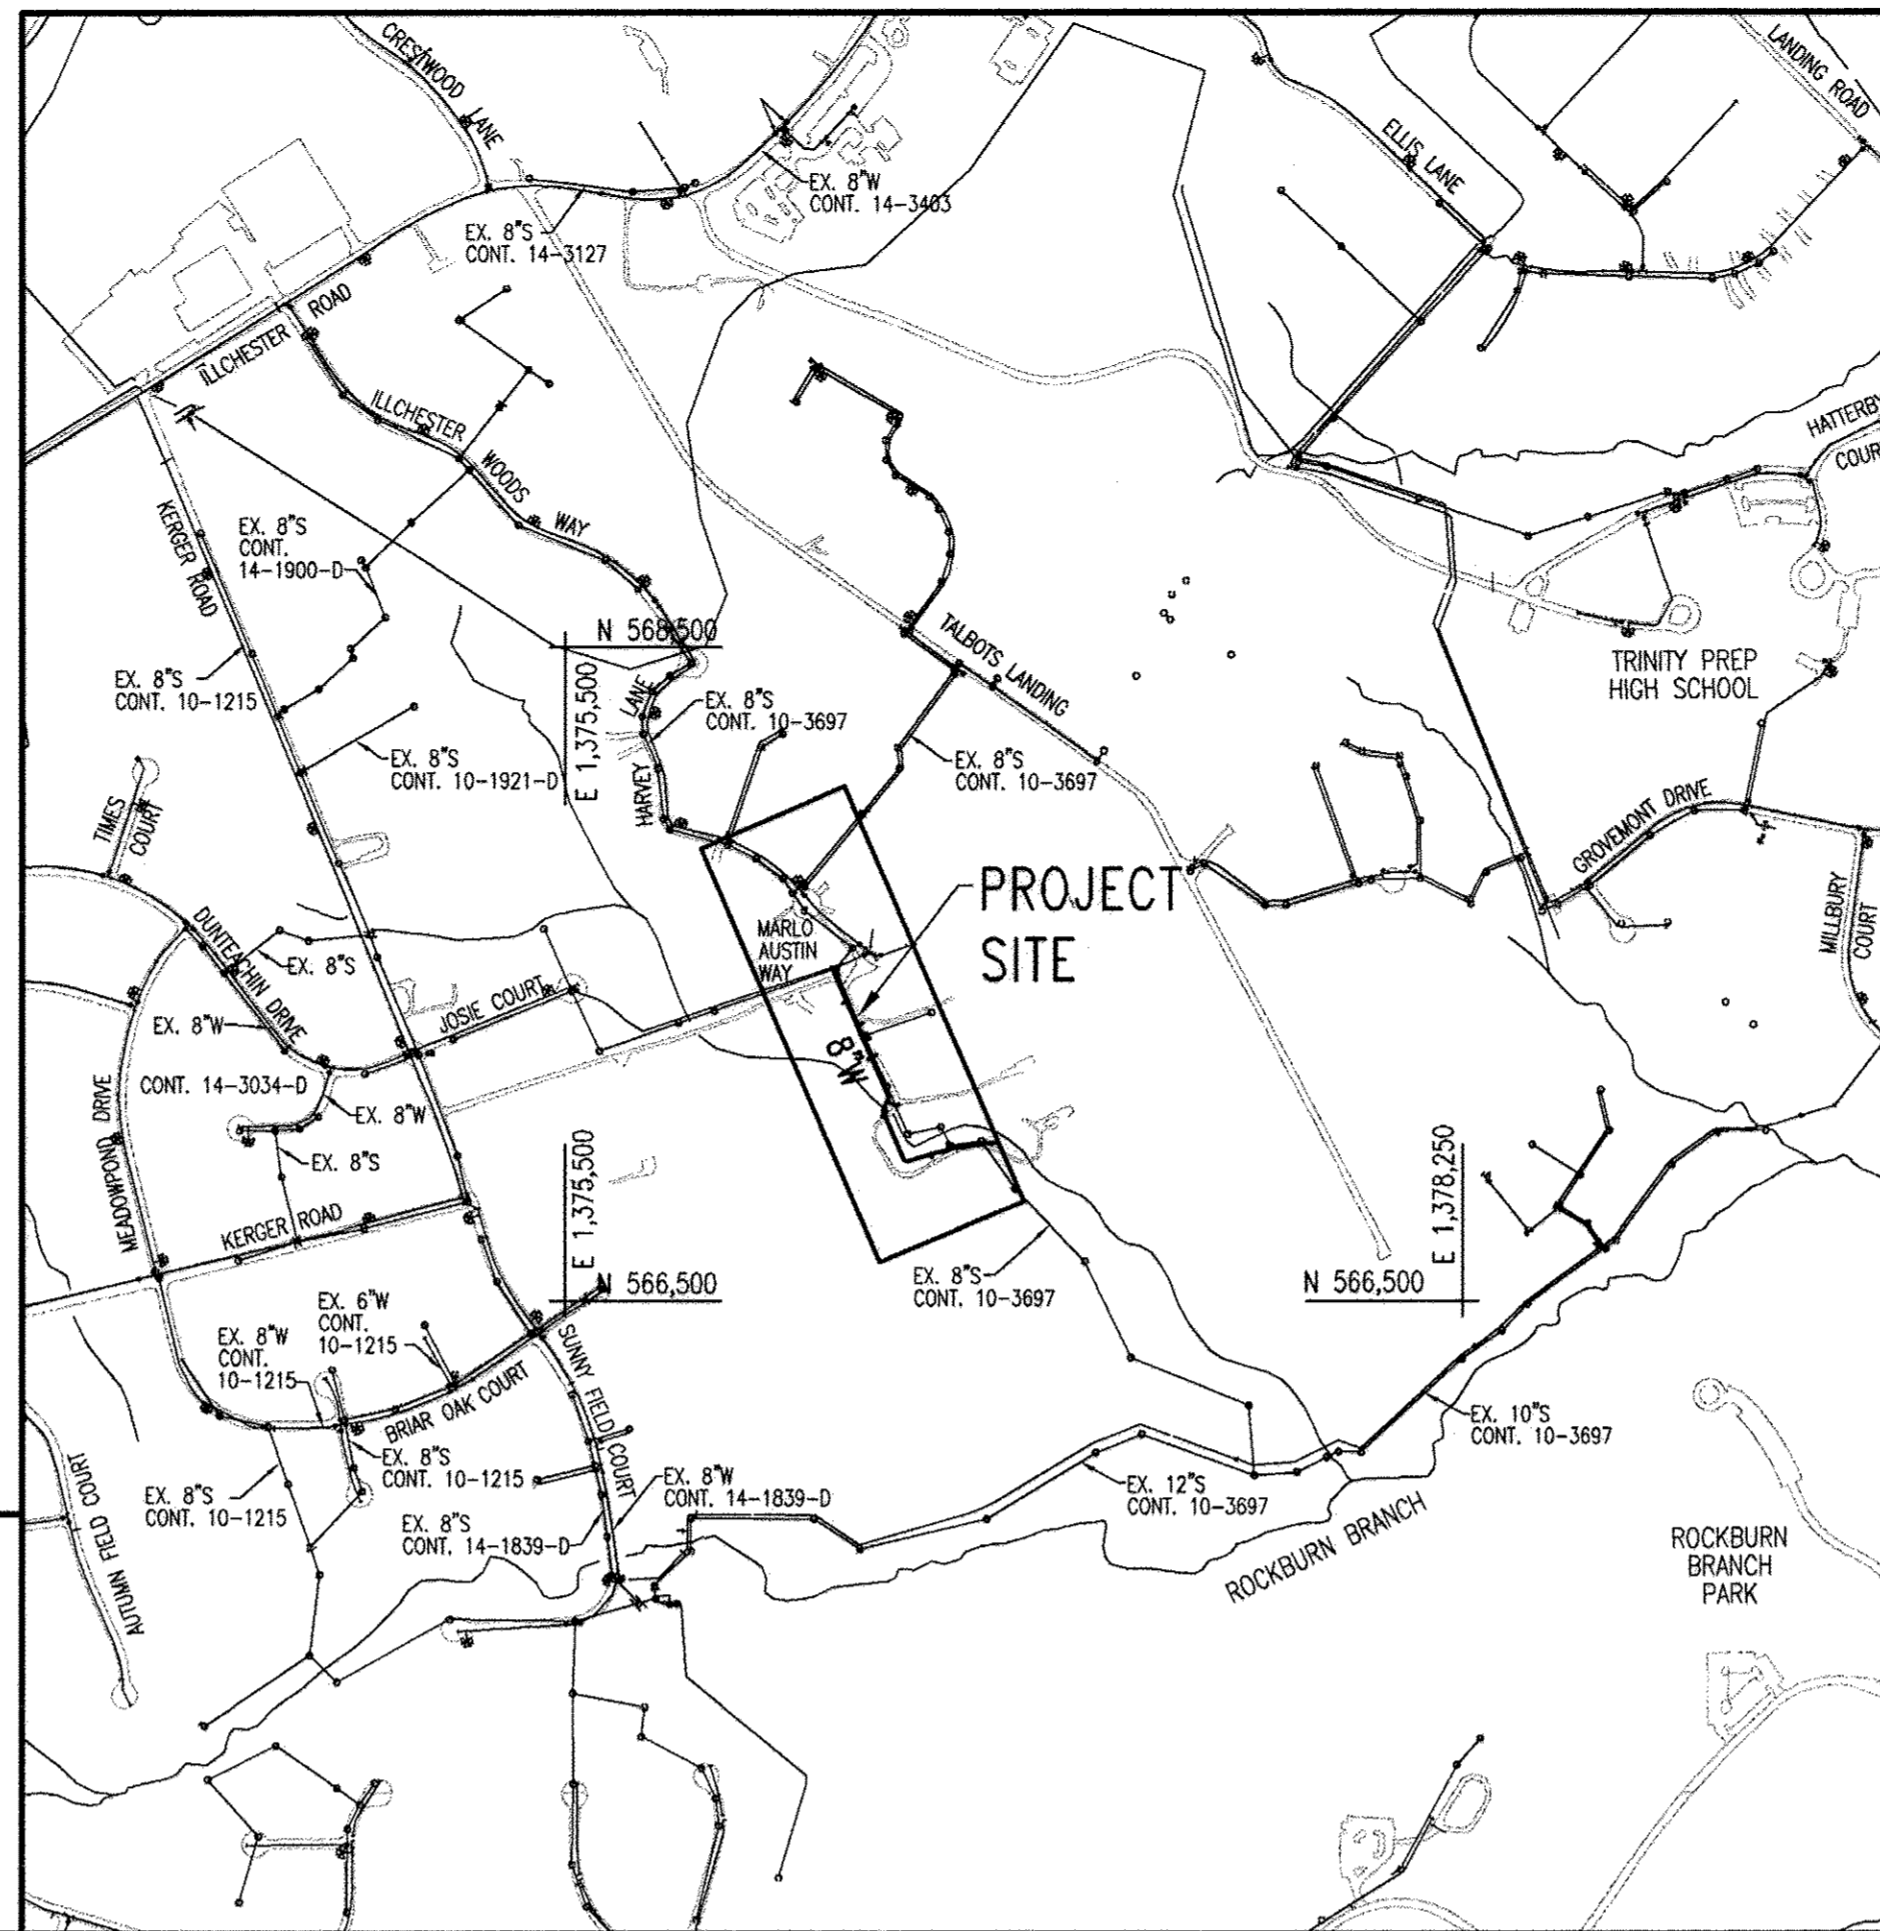 CRESTWOOD LANE
LANDING ROAD
ELLIS LANE
EX. 8"W
CONT. 14-3403
EX. 8"S
CONT. 14-3127
ILLCHESTER ROAD
ILLCHESTER WOODS WAY
HATTERBY
COUR
KERGER ROAD
EX. 8"S
CONT.
14-1900-D
N 568,500
E 1,375,500
TALBOTS LANDING
TRINITY PREP
HIGH SCHOOL
EX. 8"S
CONT. 10-1215
HARVEY LANE
EX. 8"S
CONT. 10-3697
EX. 8"S
CONT. 10-3697
EX. 8"S
CONT. 10-1921-D
TIMES
COURT
GROVEMONT DRIVE
PROJECT
SITE
MARLO
AUSTIN
WAY
MILLBURY
COURT
DUNTEACHIN DRIVE
EX. 8"S
JOSIE COURT
EX. 8"W
8"W
CONT. 14-3034-D
EX. 8"W
MEADOWPOND DRIVE
EX. 8"S
E 1,375,500
N 566,500
E 1,378,250
N 566,500
KERGER ROAD
EX. 8"S
CONT. 10-3697
EX. 6"W
CONT.
10-1215
EX. 8"W
CONT.
10-1215
SUNNY FIELD COURT
BRIAR OAK COURT
EX. 10"S
CONT. 10-3697
EX. 8"S
CONT. 10-1215
EX. 8"W
CONT. 14-1839-D
EX. 12"S
CONT. 10-3697
EX. 8"S
CONT. 10-1215
EX. 8"S
CONT. 14-1839-D
AUTUMN FIELD COURT
ROCKBURN BRANCH
ROCKBURN
BRANCH
PARK